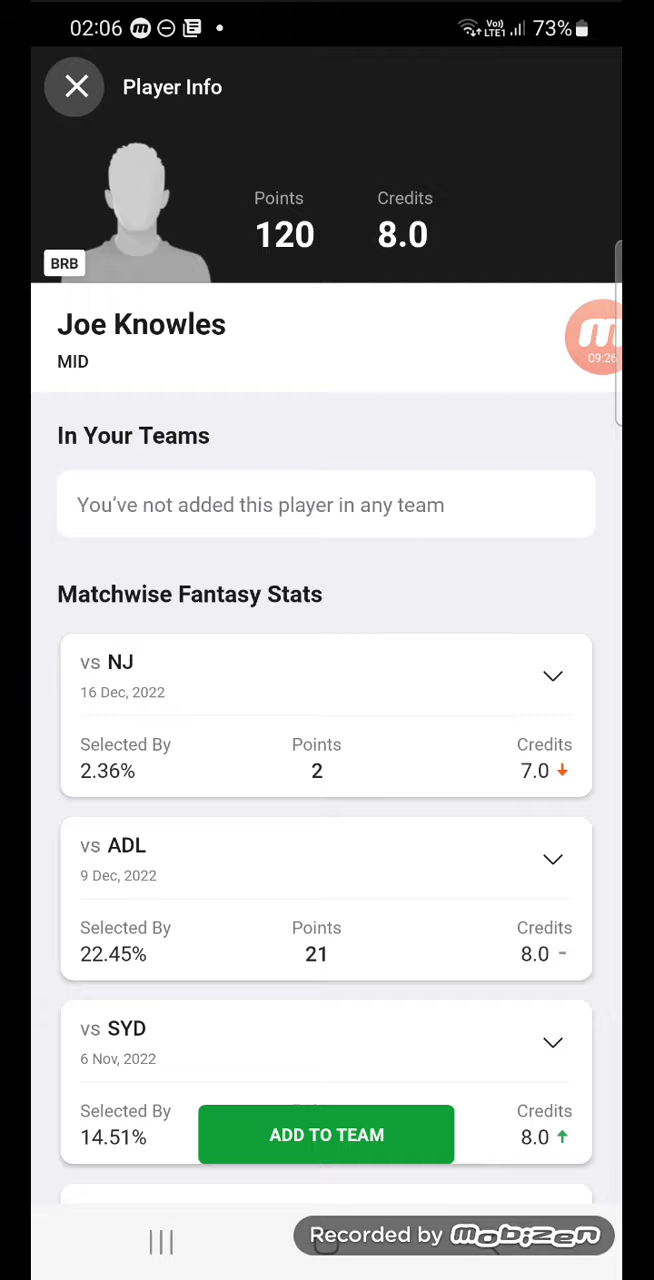 02:06 m Vo)) LTE1 73%
Player Info
Points Credits
120 8.0
BRB
Joe Knowles
MID
m
09:26
In Your Teams
You've not added this player in any team
Matchwise Fantasy Stats
vs NJ
16 Dec, 2022
Selected By Points Credits
2.36% 2 7.0
vs ADL
9 Dec, 2022
Selected By Points Credits
22.45% 21 8.0 -
vs SYD
6 Nov, 2022
Selected By Credits
14.51% 8.0
ADD TO TEAM
Recorded by mobizen